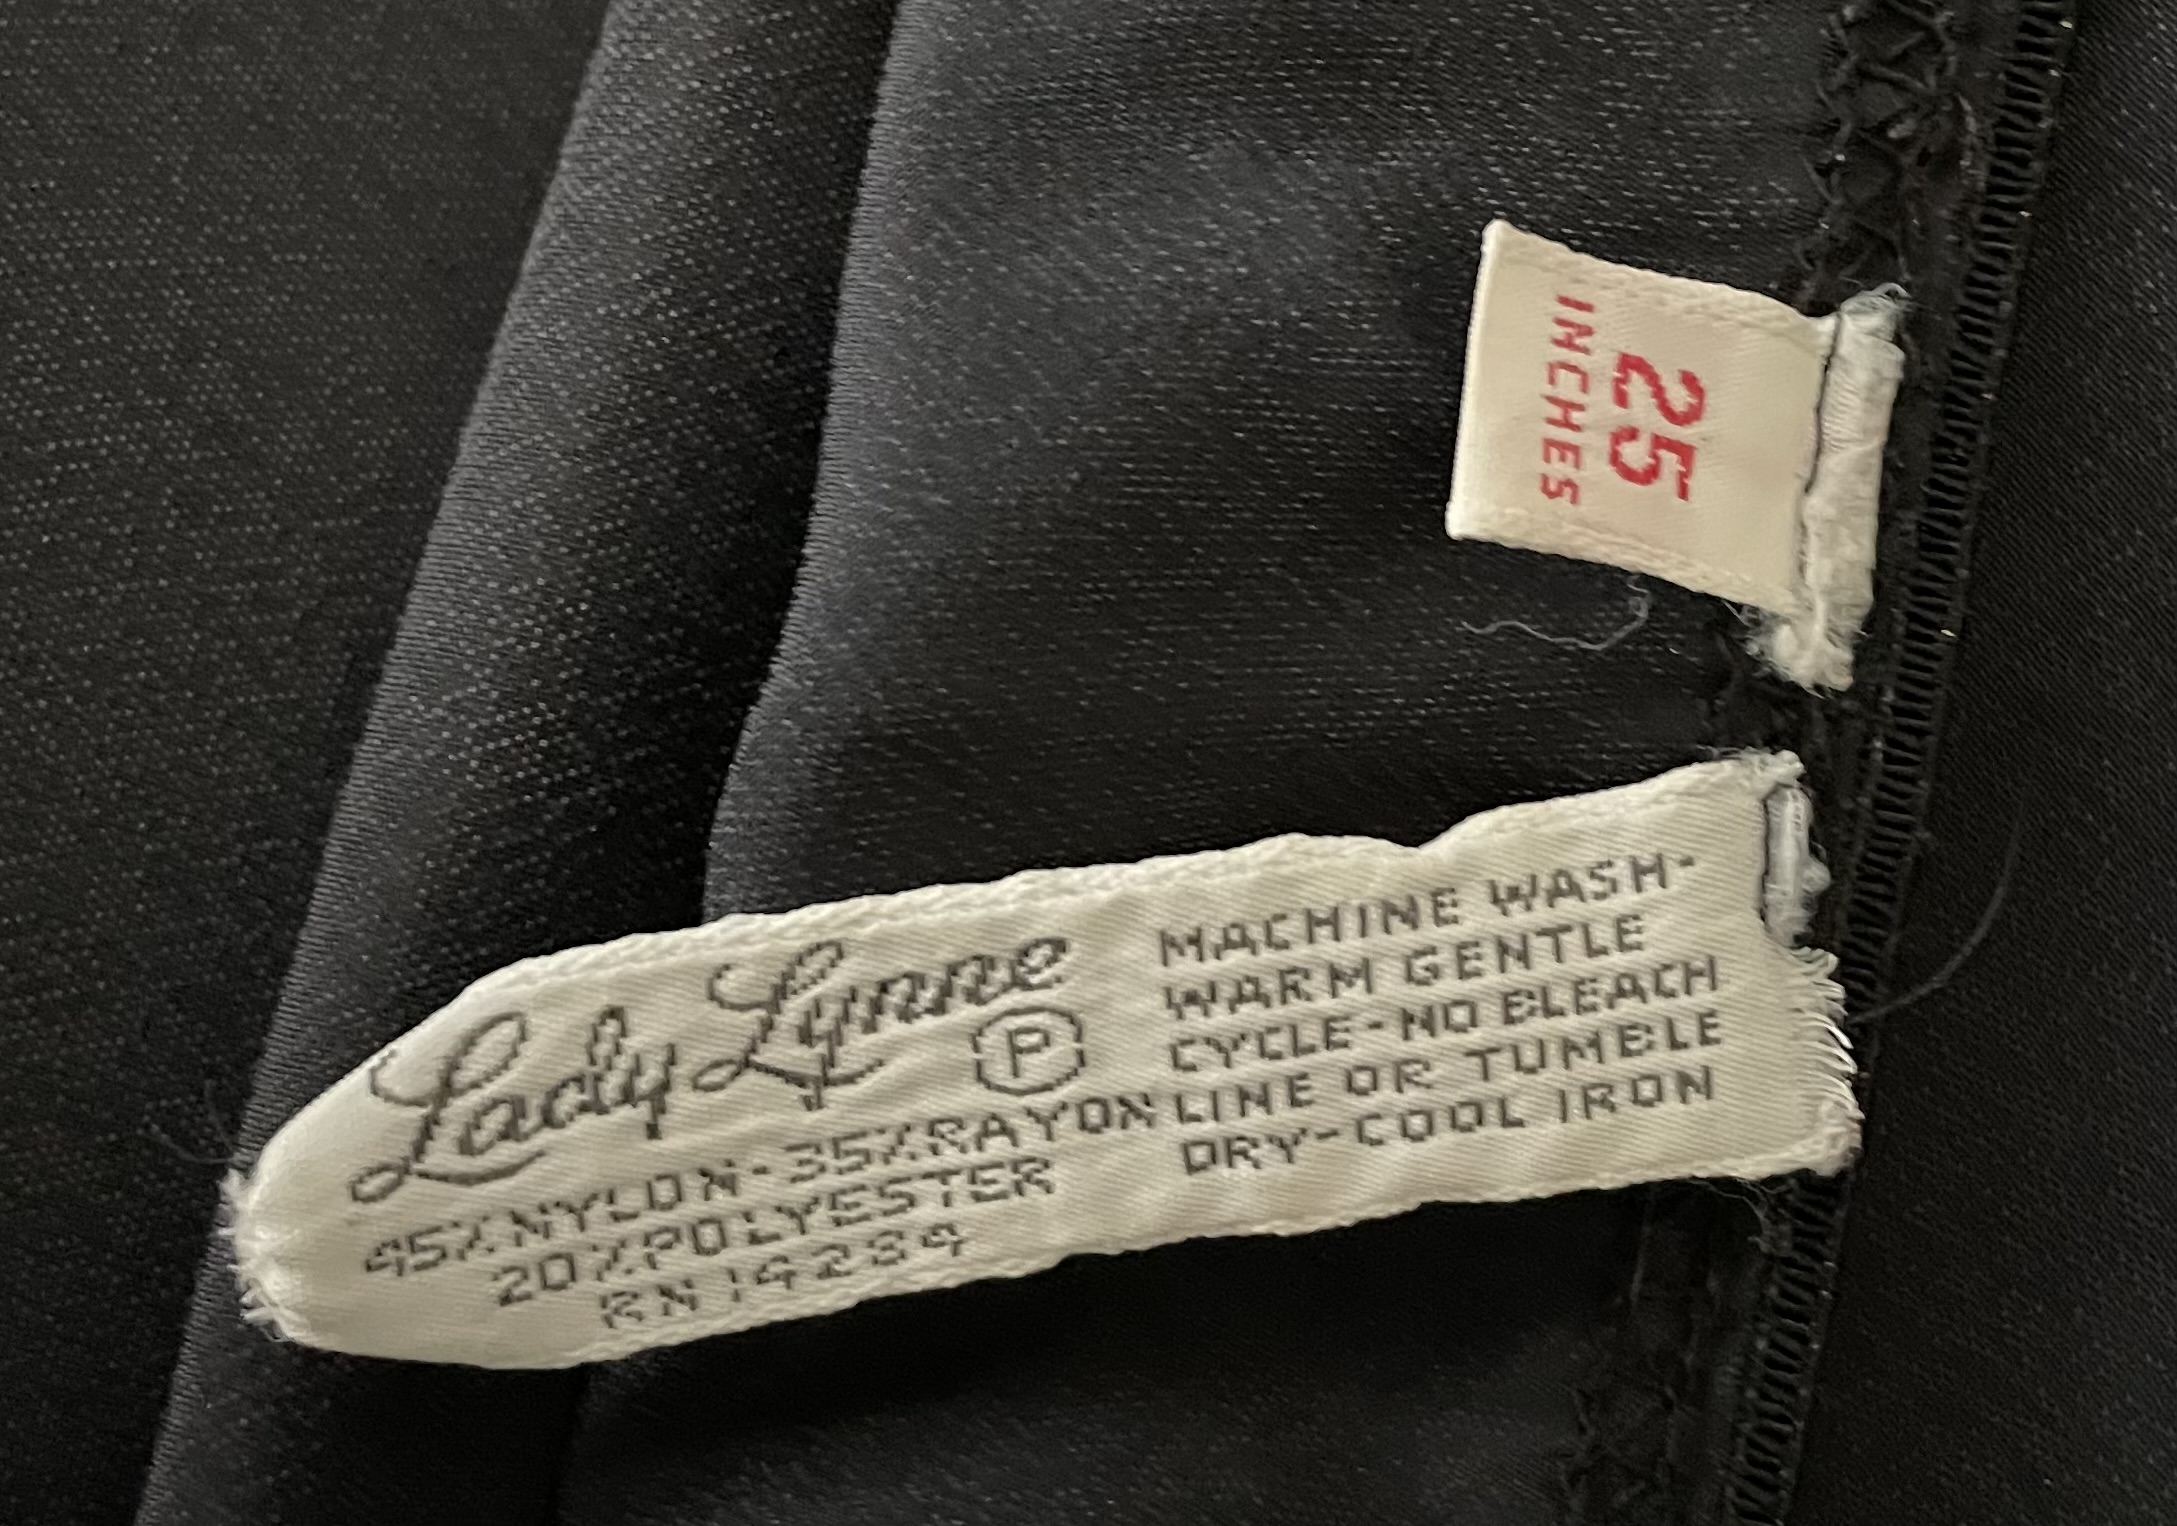 25
INCHES
Lady Lynne
P
45% NYLON-35% RAYON
20% POLYESTER
RN 14284
MACHINE WASH-
WARM GENTLE
CYCLE-NO BLEACH
LINE OR TUMBLE
DRY-COOL IRON